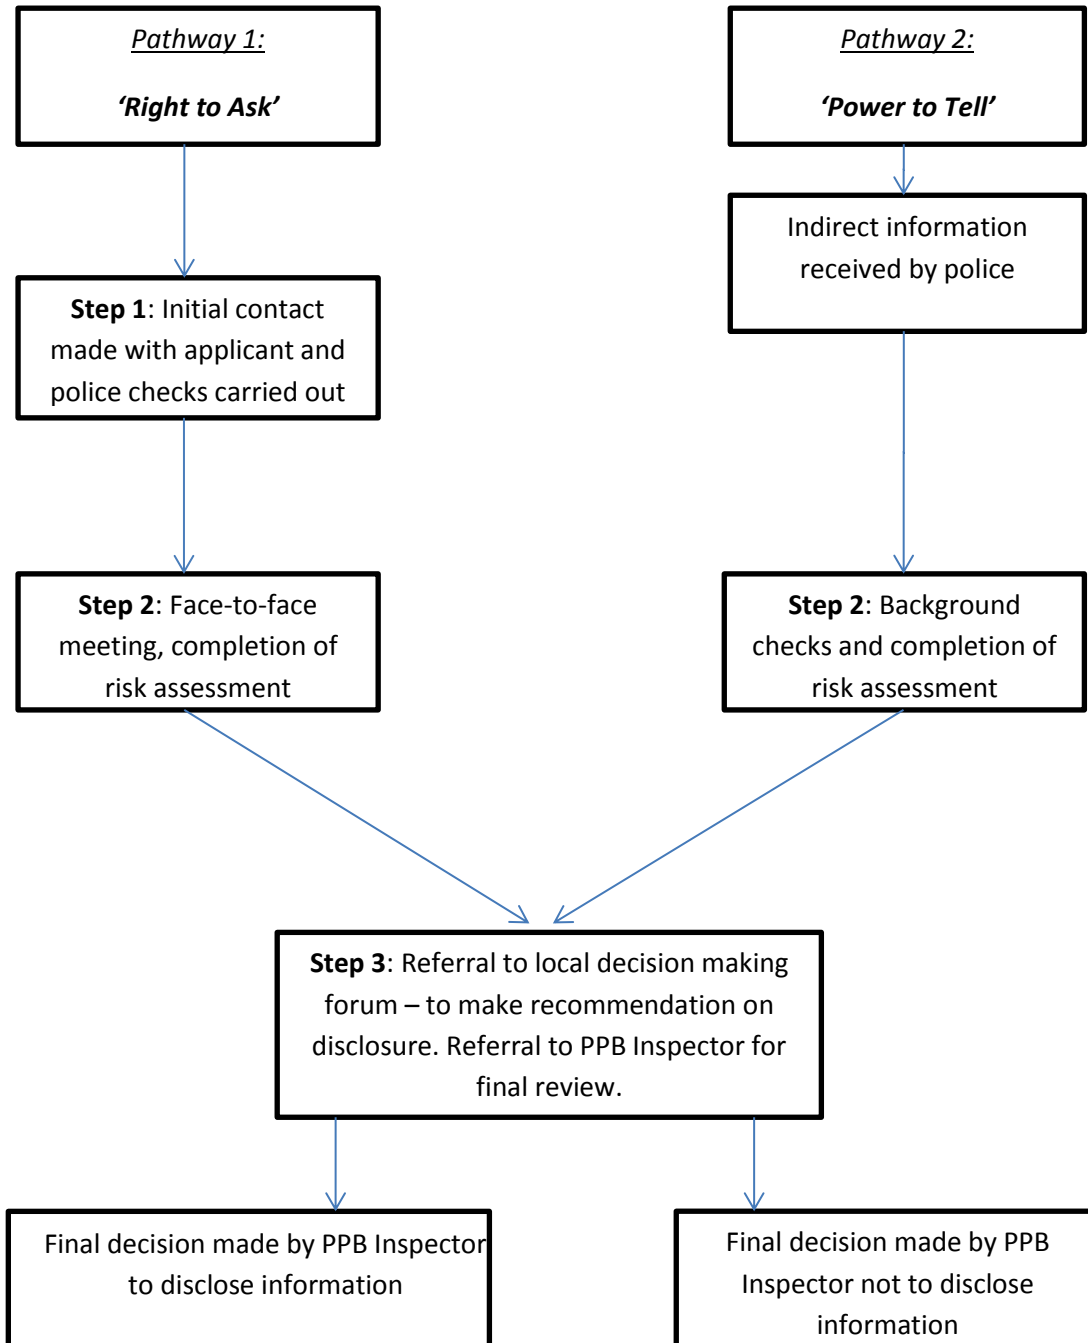 Pathway 1:
‘Right to Ask’
Pathway 2:
‘Power to Tell’
Indirect information
received by police
Step 1: Initial contact
made with applicant and
police checks carried out
Step 2: Face-to-face
meeting, completion of
risk assessment
Step 2: Background
checks and completion of
risk assessment
Step 3: Referral to local decision making
forum – to make recommendation on
disclosure. Referral to PPB Inspector for
final review.
Final decision made by PPB Inspector
to disclose information
Final decision made by PPB
Inspector not to disclose
information